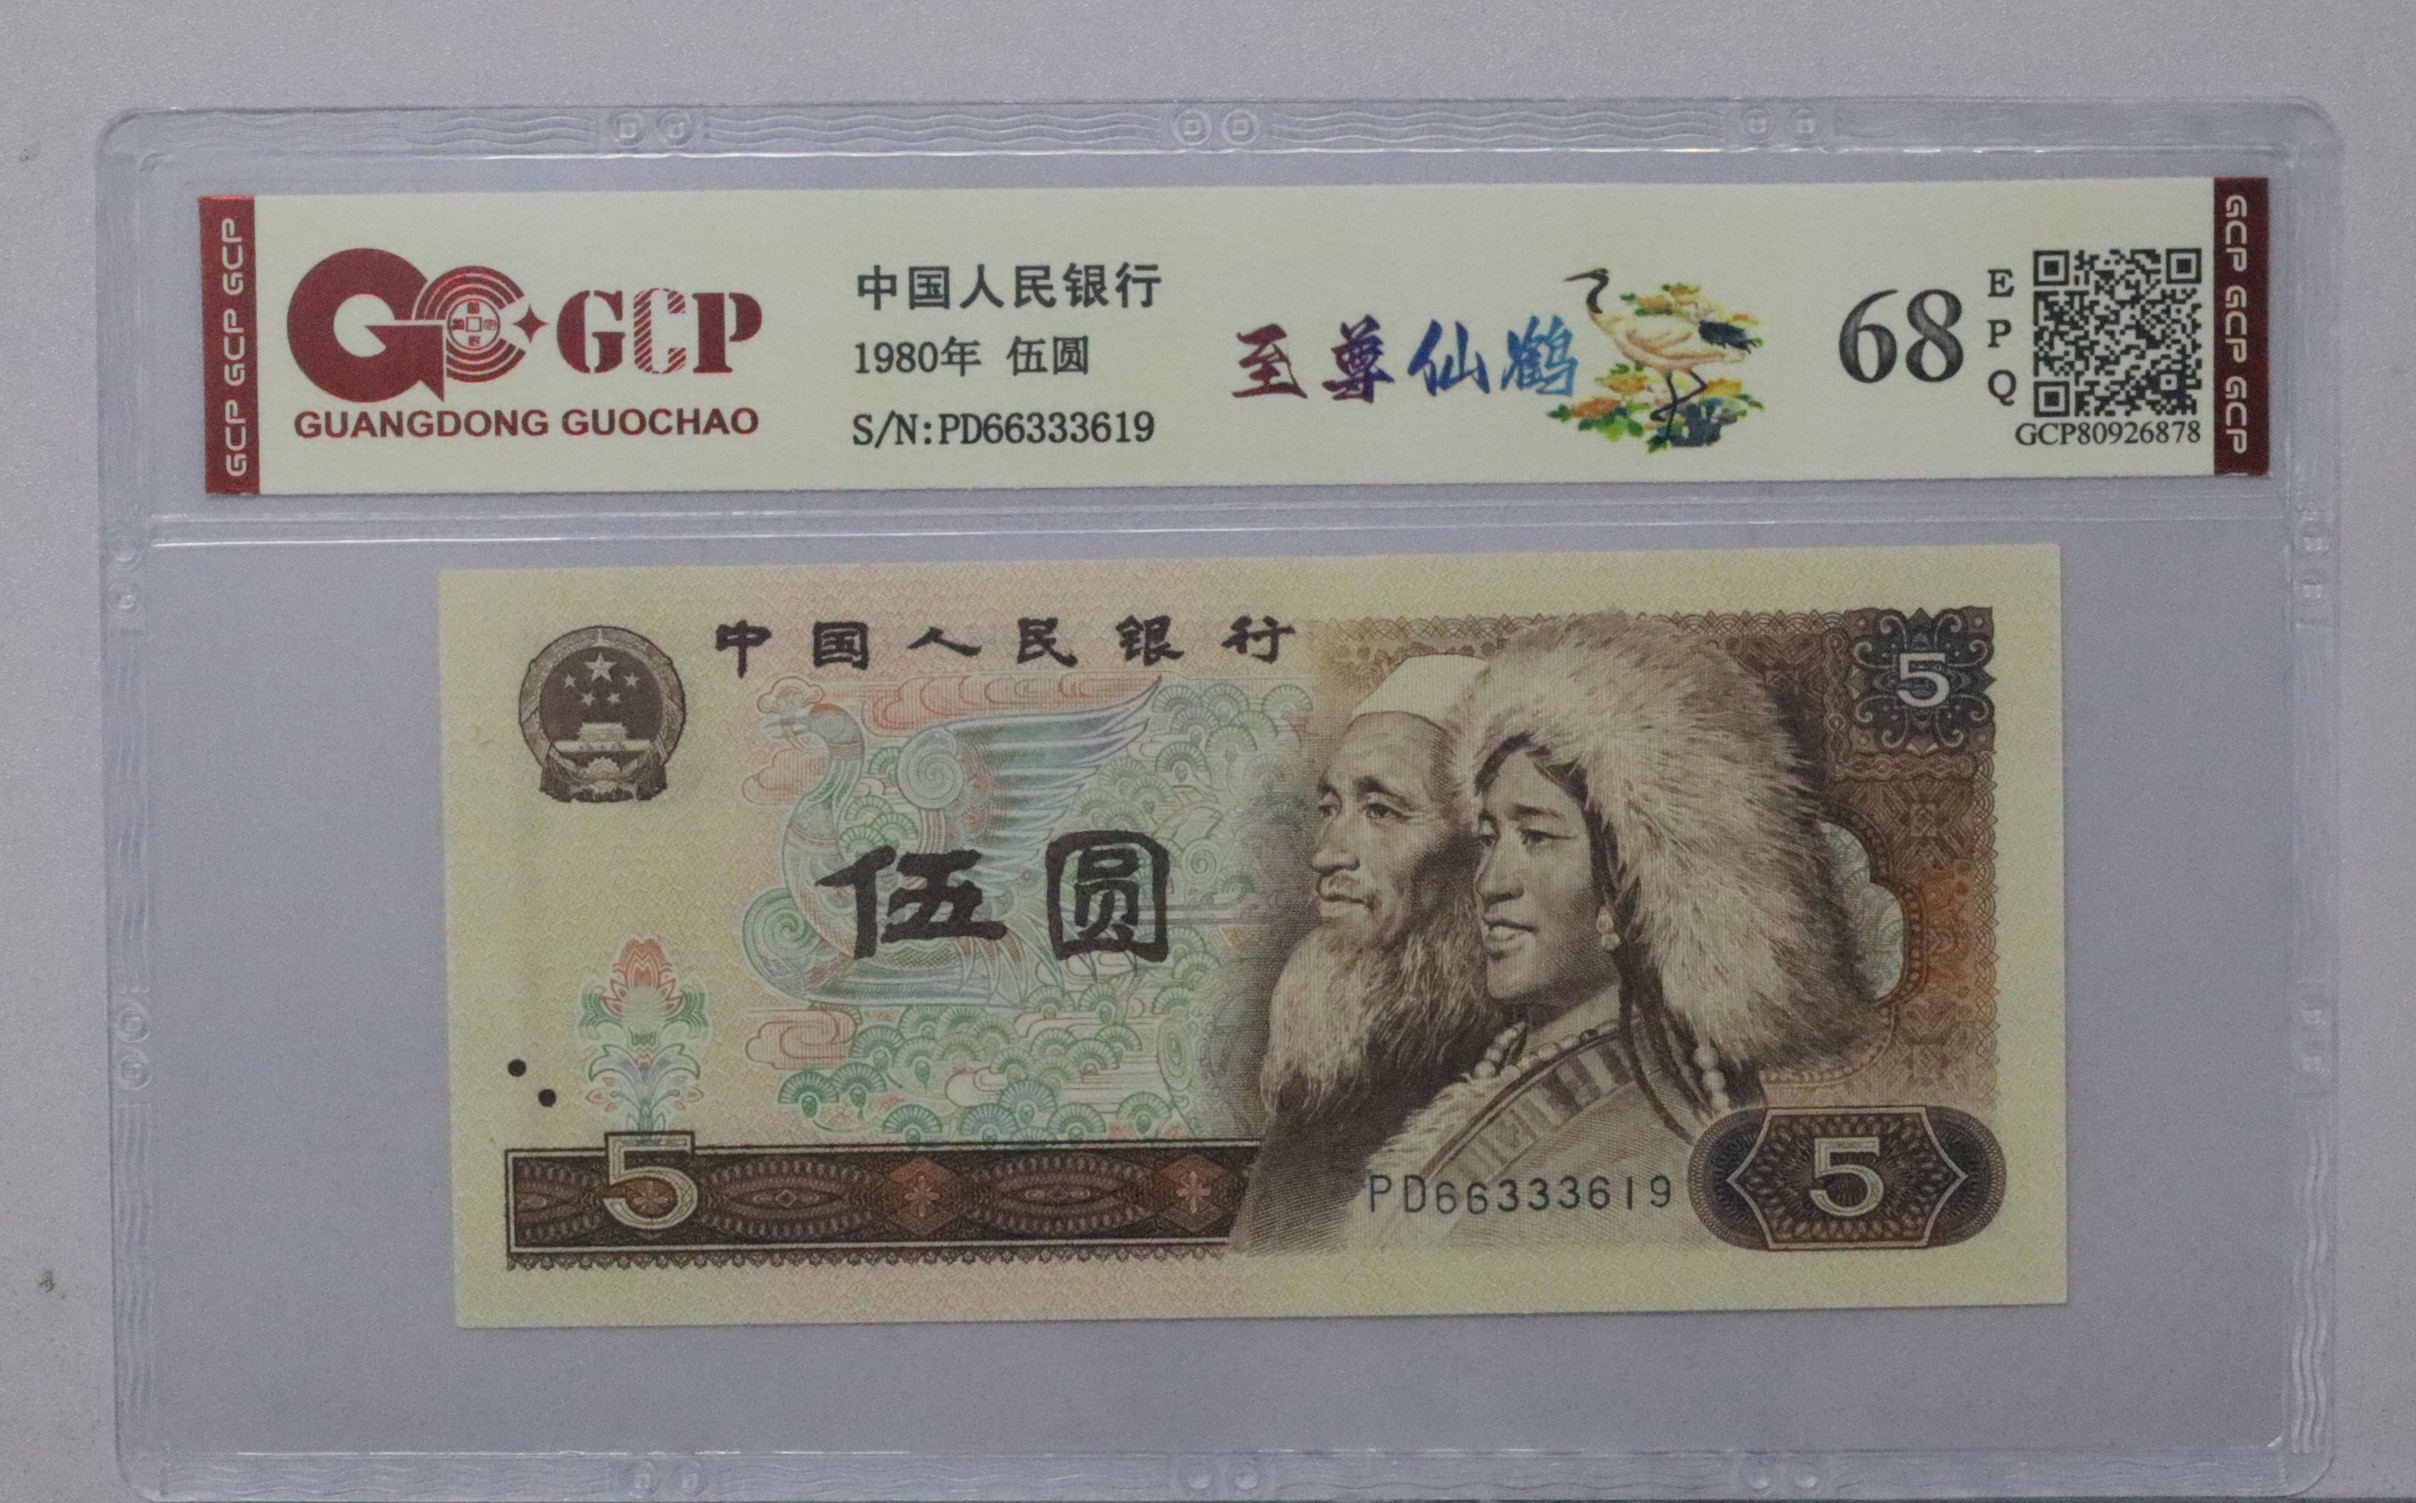 GCP GCP GCP
GCP
GUANGDONG GUOCHAO
中国人民银行
1980年 伍圆
S/N:PD66333619
至尊仙鹤
68
EPQ
GCP80926878
GCP GCP GCP
中国人民银行
5
伍圆
5
PD66333619
5